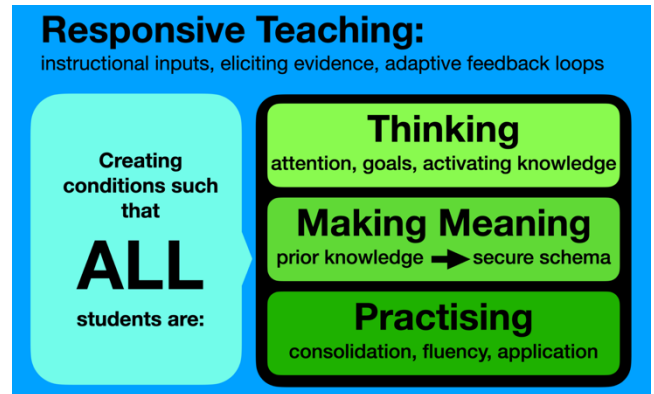 Responsive Teaching:
instructional inputs, eliciting evidence, adaptive feedback loops
Creating
conditions such
that
ALL
students are:
Thinking
attention, goals, activating knowledge
Making Meaning
prior knowledge → secure schema
Practising
consolidation, fluency, application